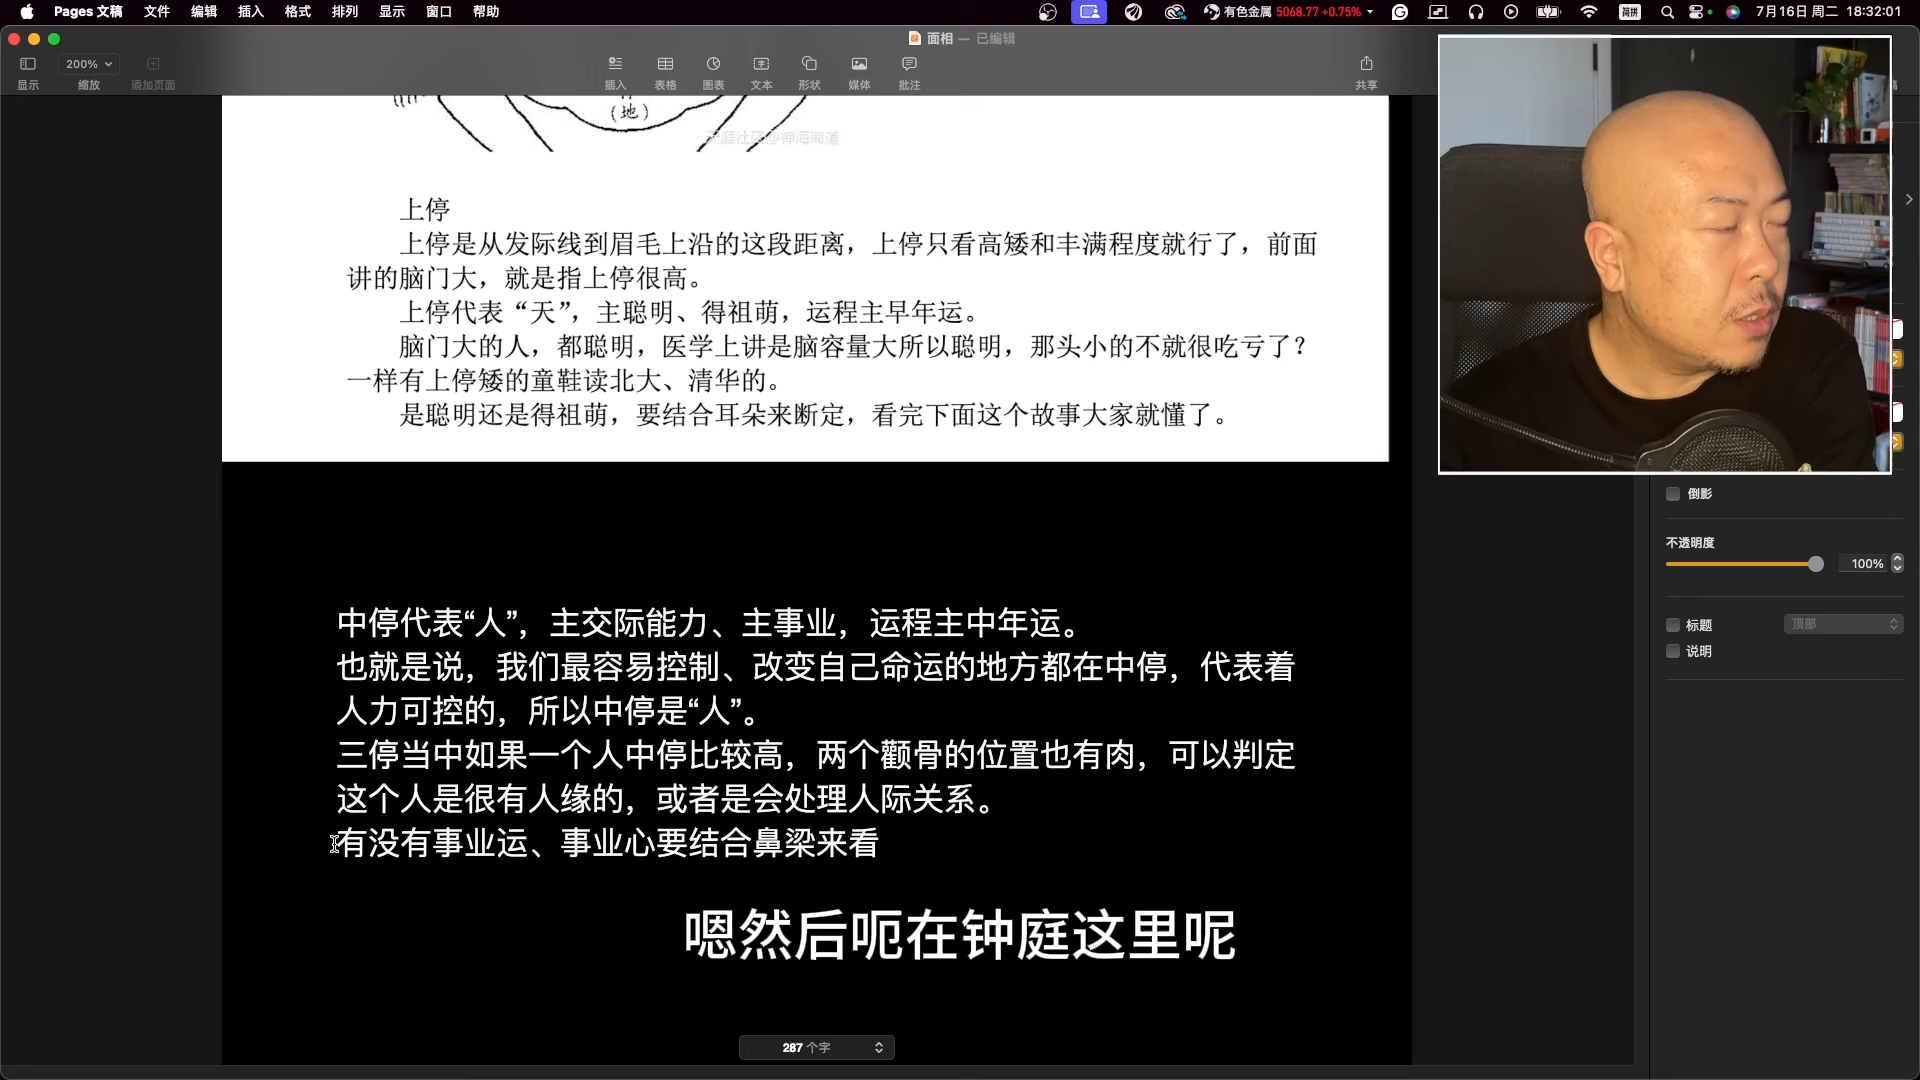 Pages 文稿 文件 编辑 插入 格式 排列 显示 窗口 帮助 有色金属 5068.77 +0.75% 简拼 7月16日 周二 18:32:01
面相 — 已编辑
200%
显示 缩放 添加页面 插入 表格 图表 文本 形状 媒体 批注 共享
(地)
天涯社区@神海商道
上停
上停是从发际线到眉毛上沿的这段距离，上停只看高矮和丰满程度就行了，前面
讲的脑门大，就是指上停很高。
上停代表“天”，主聪明、得祖萌，运程主早年运。
脑门大的人，都聪明，医学上讲是脑容量大所以聪明，那头小的不就很吃亏了？
一样有上停矮的童鞋读北大、清华的。
是聪明还是得祖萌，要结合耳朵来断定，看完下面这个故事大家就懂了。
倒影
不透明度
100%
标题 顶部
说明
中停代表“人”，主交际能力、主事业，运程主中年运。
也就是说，我们最容易控制、改变自己命运的地方都在中停，代表着
人力可控的，所以中停是“人”。
三停当中如果一个人中停比较高，两个颧骨的位置也有肉，可以判定
这个人是很有人缘的，或者是会处理人际关系。
有没有事业运、事业心要结合鼻梁来看
嗯然后呃在钟庭这里呢
287 个字